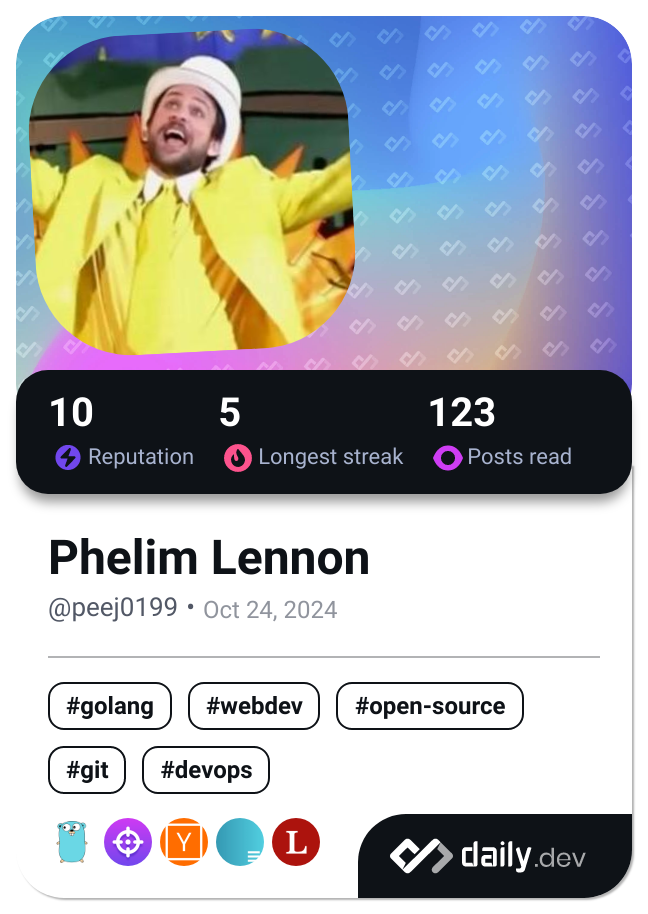 10 5 123
Reputation Longest streak Posts read
Phelim Lennon
@peej0199 • Oct 24, 2024
#golang #webdev #open-source
#git #devops
Y L
daily.dev